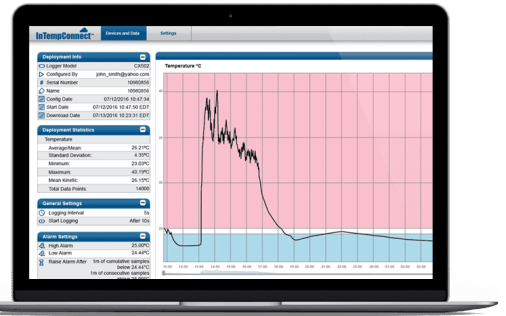 InTempConnect™
Devices and Data
Settings
Deployment Info
Logger Model CX502
Configured By john_smith@yahoo.com
# Serial Number 10960856
Name 10960856
Config Date 07/12/2016 10:47:34
Start Date 07/12/2016 10:47:50 EDT
Download Date 07/13/2016 10:23:31 EDT
Deployment Statistics
Temperature
Average/Mean: 26.21ºC
Standard Deviation: 4.35ºC
Minimum: 23.03ºC
Maximum: 40.19ºC
Mean Kinetic: 26.15ºC
Total Data Points: 14000
General Settings
Logging Interval 5s
Start Logging After 10s
Alarm Settings
High Alarm 25.00ºC
Low Alarm 24.44ºC
Raise Alarm After 1m of cumulative samples
below 24.44ºC
1m of consecutive samples
Temperature ºC